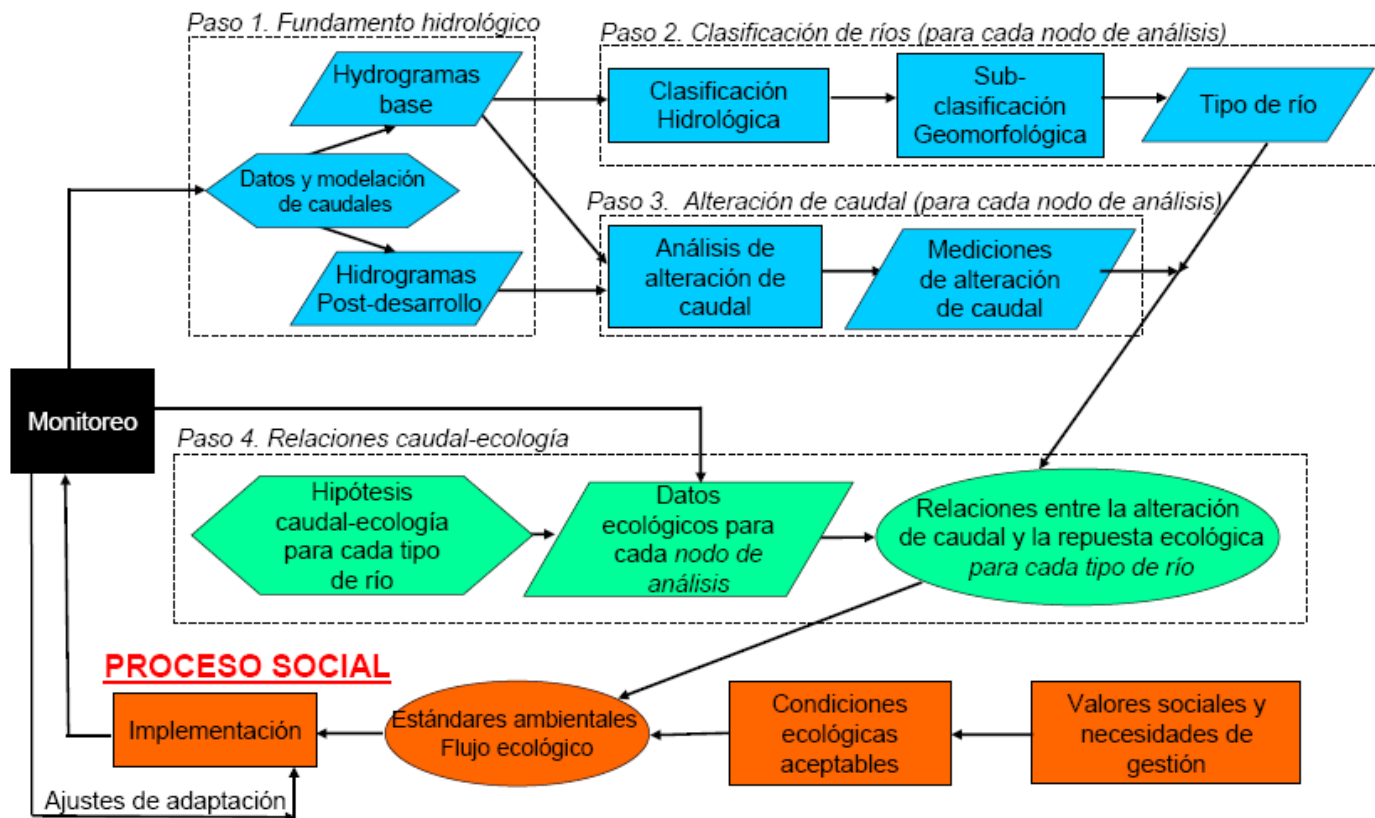 Paso 1. Fundamento hidrológico
Hydrogramas
base
Datos y modelación
de caudales
Hidrogramas
Post-desarrollo
Paso 2. Clasificación de ríos (para cada nodo de análisis)
Clasificación
Hidrológica
Sub-
clasificación
Geomorfológica
Tipo de río
Paso 3. Alteración de caudal (para cada nodo de análisis)
Análisis de
alteración de
caudal
Mediciones
de alteración
de caudal
Monitoreo
Paso 4. Relaciones caudal-ecología
Hipótesis
caudal-ecología
para cada tipo
de río
Datos
ecológicos para
cada nodo de
análisis
Relaciones entre la alteración
de caudal y la repuesta ecológica
para cada tipo de río
PROCESO SOCIAL
Implementación
Estándares ambientales
Flujo ecológico
Condiciones
ecológicas
aceptables
Valores sociales y
necesidades de
gestión
Ajustes de adaptación